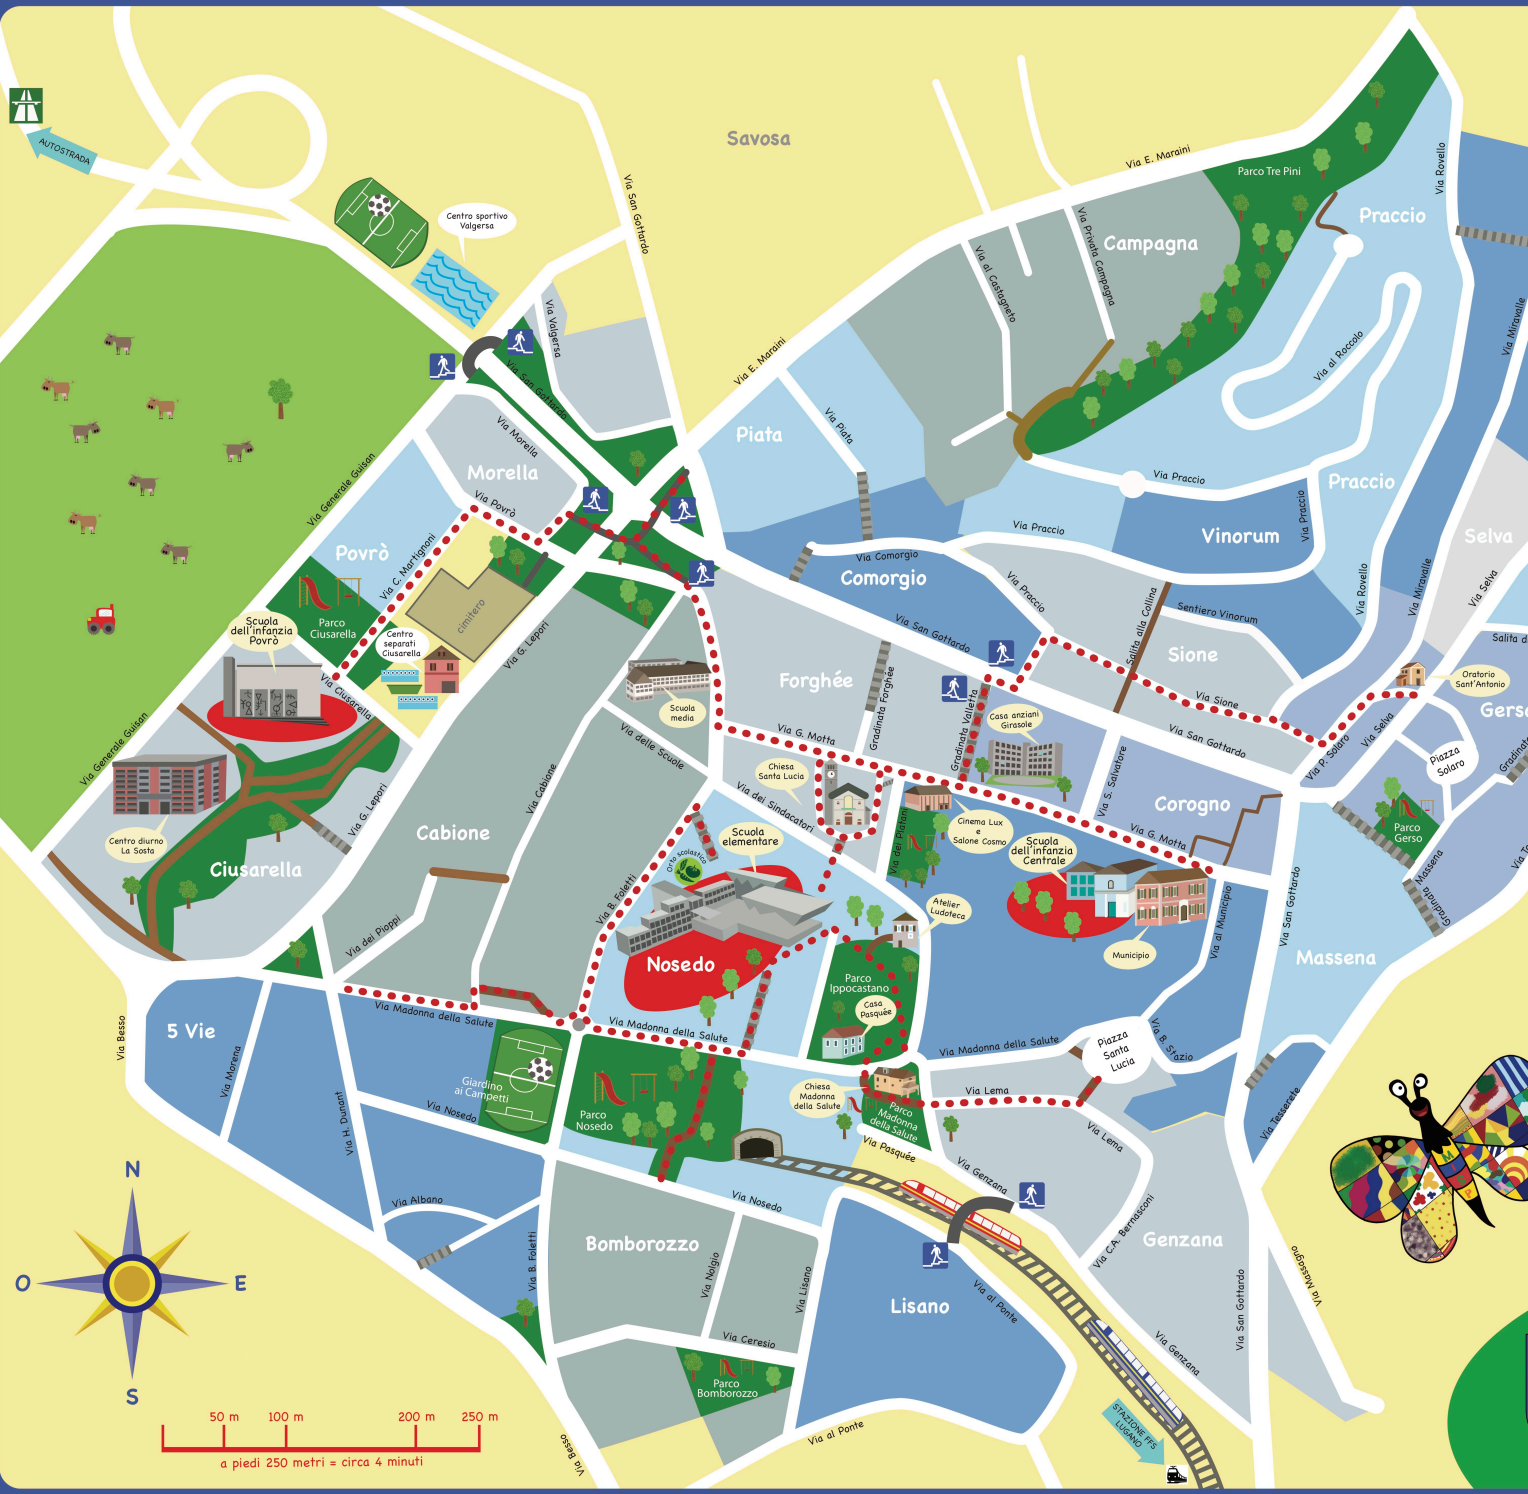 AUTOSTRADA
Savosa
Via E. Maraini
Parco Tre Pini
Via Rovello
Praccio
Campagna
Via Privata Campagna
Via al Castagneto
Via San Gottardo
Centro sportivo
Valgersa
Via Valgersa
Via San Gottardo
Via E. Maraini
Via al Roccolo
Via Miravalle
Piata
Via Piata
Via Morella
Morella
Via Povrò
Via Generale Guisan
Via Praccio
Praccio
Via Praccio
Via Praccio
Vinorum
Selva
Via Comorgio
Comorgio
Povrò
Via C. Martignoni
cimitero
Parco
Ciusarella
Centro
separati
Ciusarella
Scuola
dell'infanzia
Povrò
Via Ciusarella
Via G. Lepori
Via Praccio
Via San Gottardo
Salita alla Collina
Sentiero Vinorum
Sione
Via Sione
Via Rovello
Via Miravalle
Via Selva
Salita d
Oratorio
Sant'Antonio
Gerso
Scuola
media
Forghée
Gradinata Forghée
Via G. Motta
Gradinata Valletta
Casa anziani
Girasole
Via San Gottardo
Via P. Solaro
Via Selva
Piazza
Solaro
Gradinata
Via Generale Guisan
Via delle Scuole
Chiesa
Santa Lucia
Via dei Sindacatori
Via S. Salvatore
Corogno
Via G. Motta
Parco
Gerso
Centro diurno
La Sosta
Via G. Lepori
Via Cabione
Cabione
Ciusarella
Scuola
elementare
Orto scolastico
Via dei Platani
Cinema Lux
e
Salone Cosmo
Scuola
dell'infanzia
Centrale
Municipio
Via al Municipio
Via San Gottardo
Gradinata Massena
Via Te
Massena
Via B. Foletti
Atelier
Ludoteca
Via dei Pioppi
Nosedo
Parco
Ippocastano
Casa
Pasquée
Via Madonna della Salute
Via Madonna della Salute
Via Madonna della Salute
Piazza
Santa
Lucia
Via B. Stazio
Via Besso
5 Vie
Via Morena
Via H. Dunant
Giardino
ai Campetti
Via Nosedo
Parco
Nosedo
Chiesa
Madonna
della Salute
Parco
Madonna
della Salute
Via Lema
Via Lema
Via Tesserete
Via Pasquée
Via Genzana
Via Nosedo
Via Albano
Via B. Foletti
Bomborozzo
Via Nolgio
Via Lisano
Via Ceresio
Parco
Bomborozzo
Lisano
Via al Ponte
Via C.A. Bernasconi
Genzana
Via Genzana
Via San Gottardo
Via Massagno
Via al Ponte
Via Besso
STAZIONE FFS
LUGANO
N
O
E
S
50 m
100 m
200 m
250 m
a piedi 250 metri = circa 4 minuti